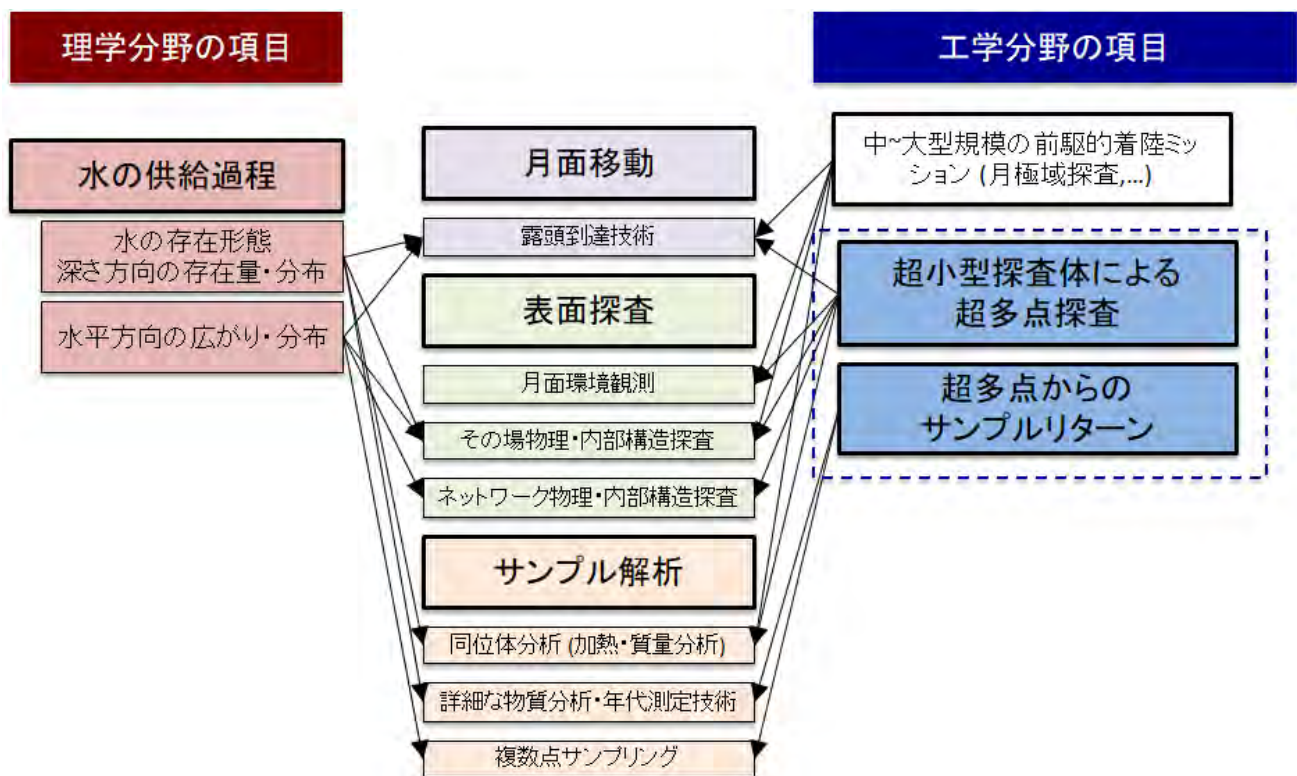 理学分野の項目
工学分野の項目
水の供給過程
水の存在形態
深さ方向の存在量・分布
水平方向の広がり・分布
月面移動
露頭到達技術
表面探査
月面環境観測
その場物理・内部構造探査
ネットワーク物理・内部構造探査
サンプル解析
同位体分析 (加熱・質量分析)
詳細な物質分析・年代測定技術
複数点サンプリング
中~大型規模の前駆的着陸ミッ
ション (月極域探査,...)
超小型探査体による
超多点探査
超多点からの
サンプルリターン